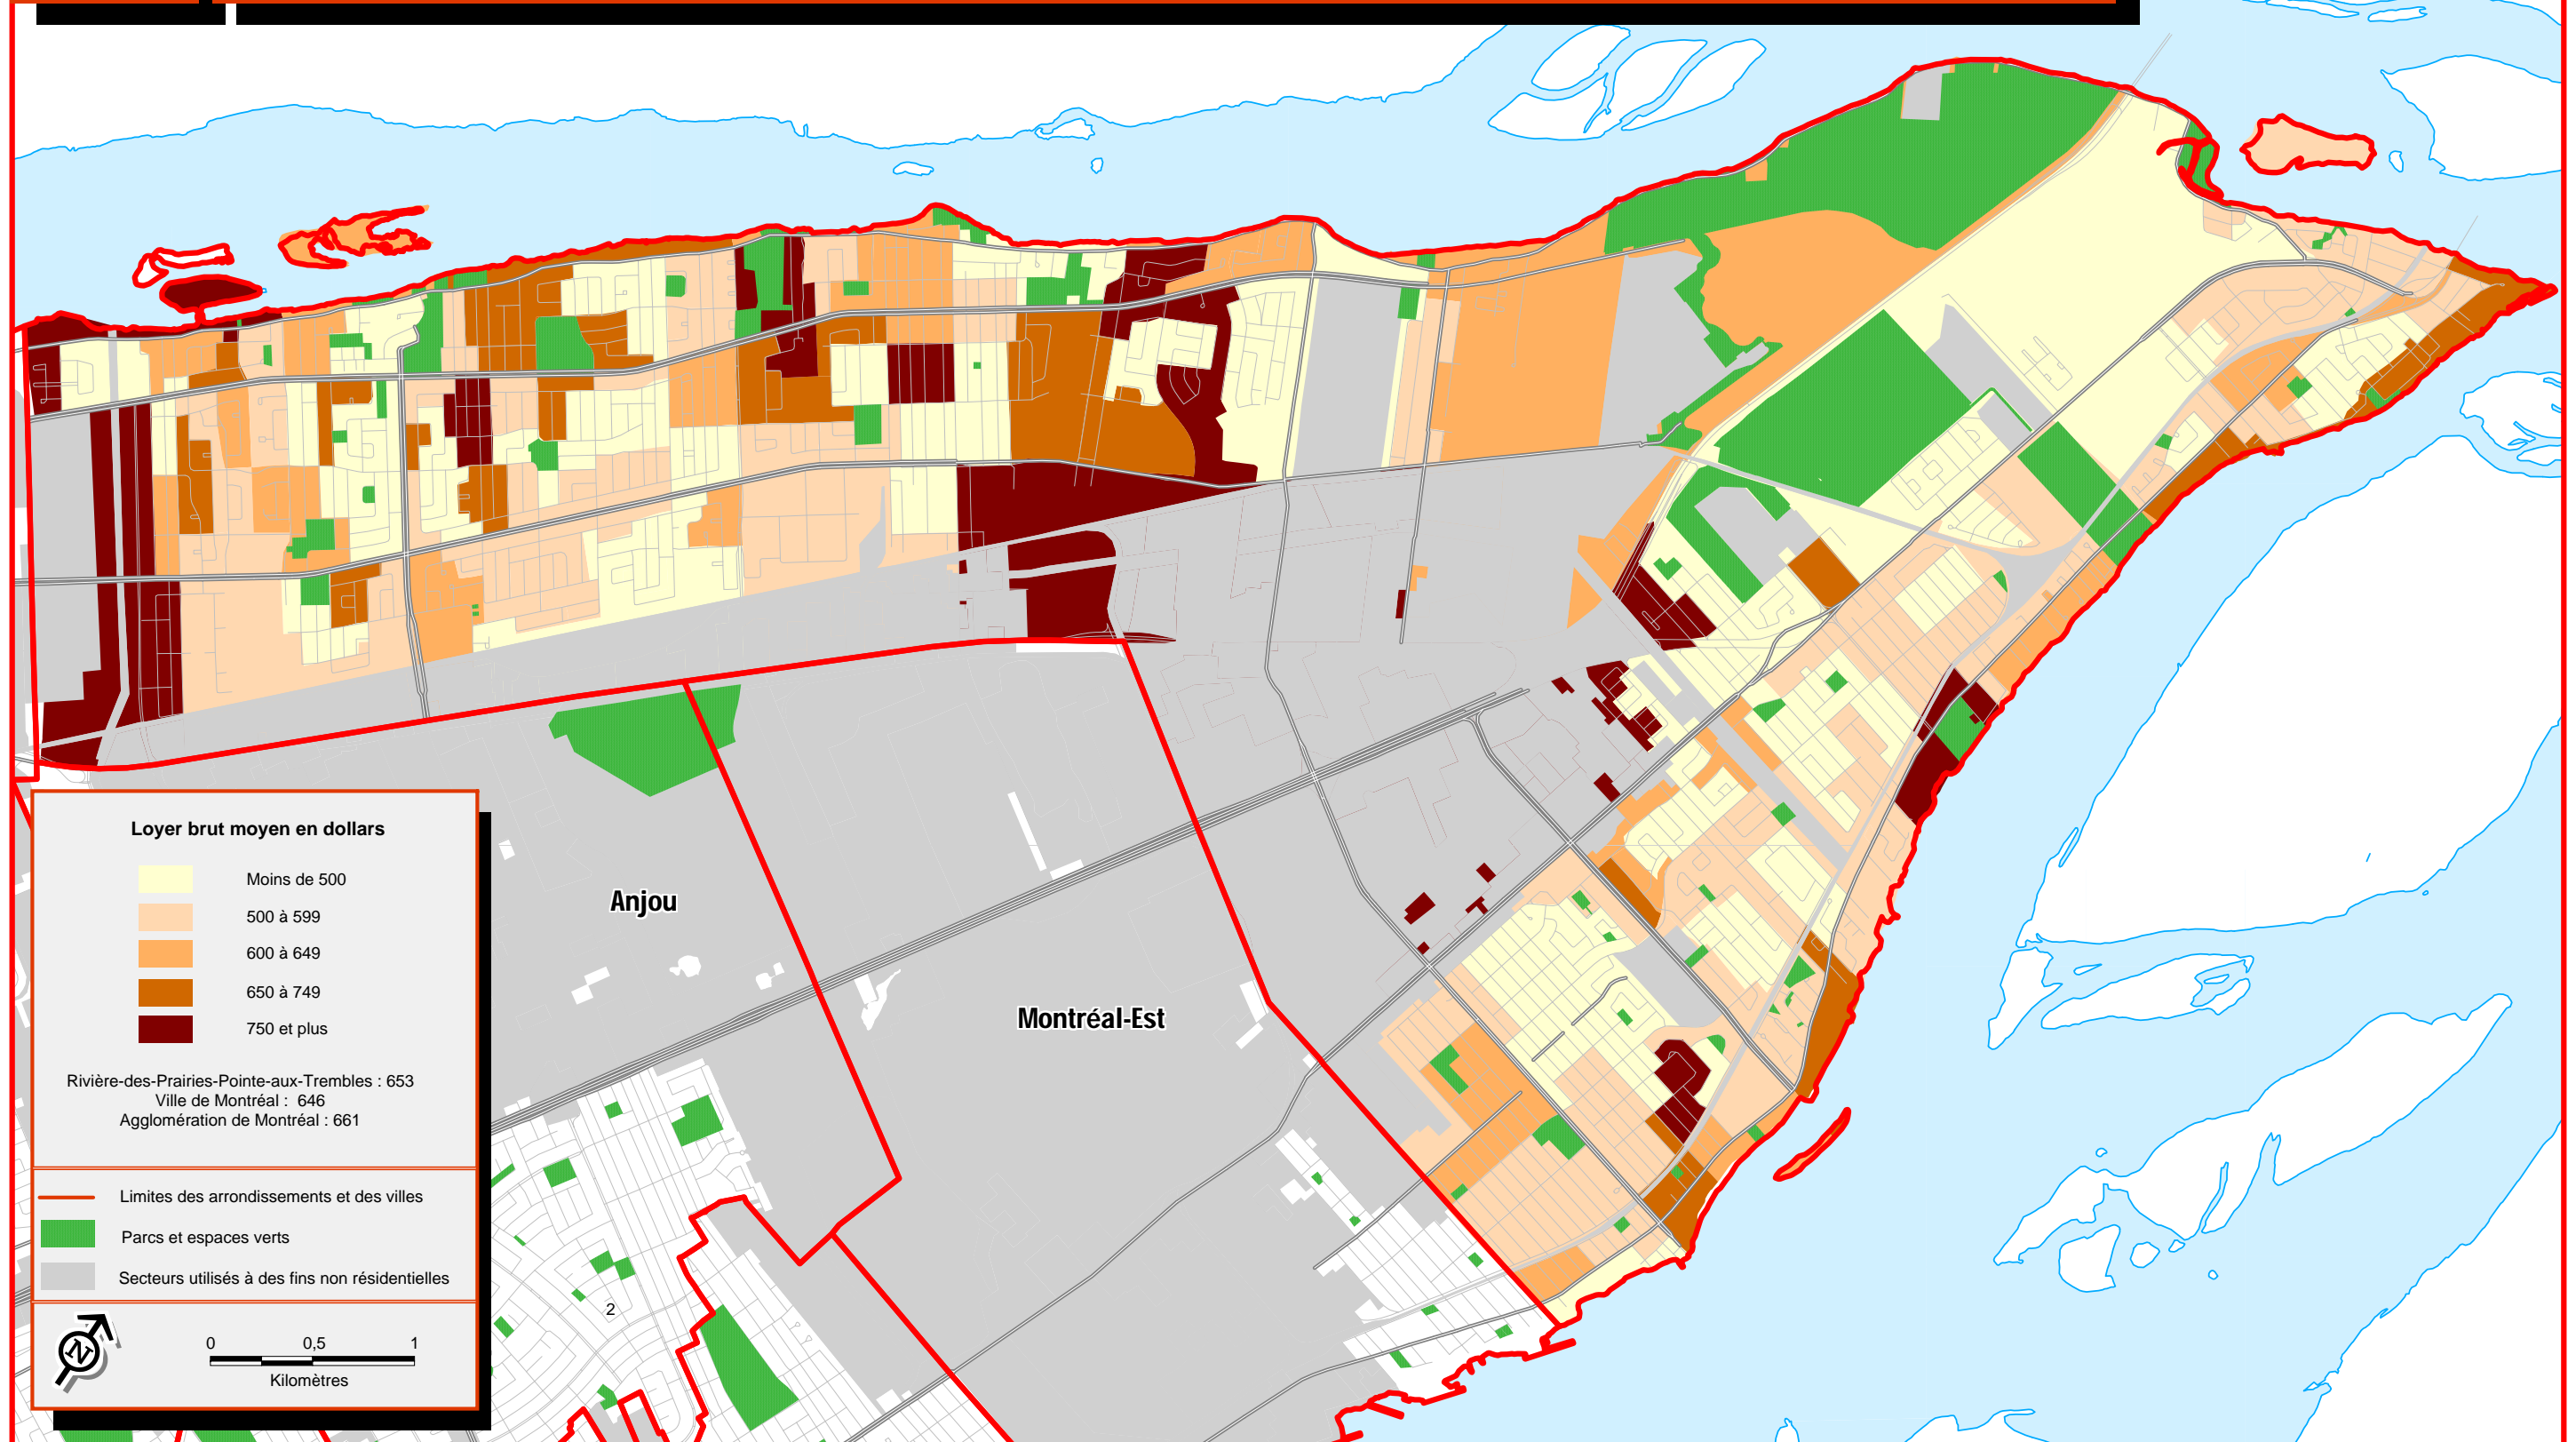 Anjou
Montréal-Est
Loyer brut moyen en dollars
Moins de 500
500 à 599
600 à 649
650 à 749
750 et plus
Rivière-des-Prairies-Pointe-aux-Trembles : 653
Ville de Montréal : 646
Agglomération de Montréal : 661
Limites des arrondissements et des villes
Parcs et espaces verts
Secteurs utilisés à des fins non résidentielles
N
0 0,5 1
Kilomètres
2